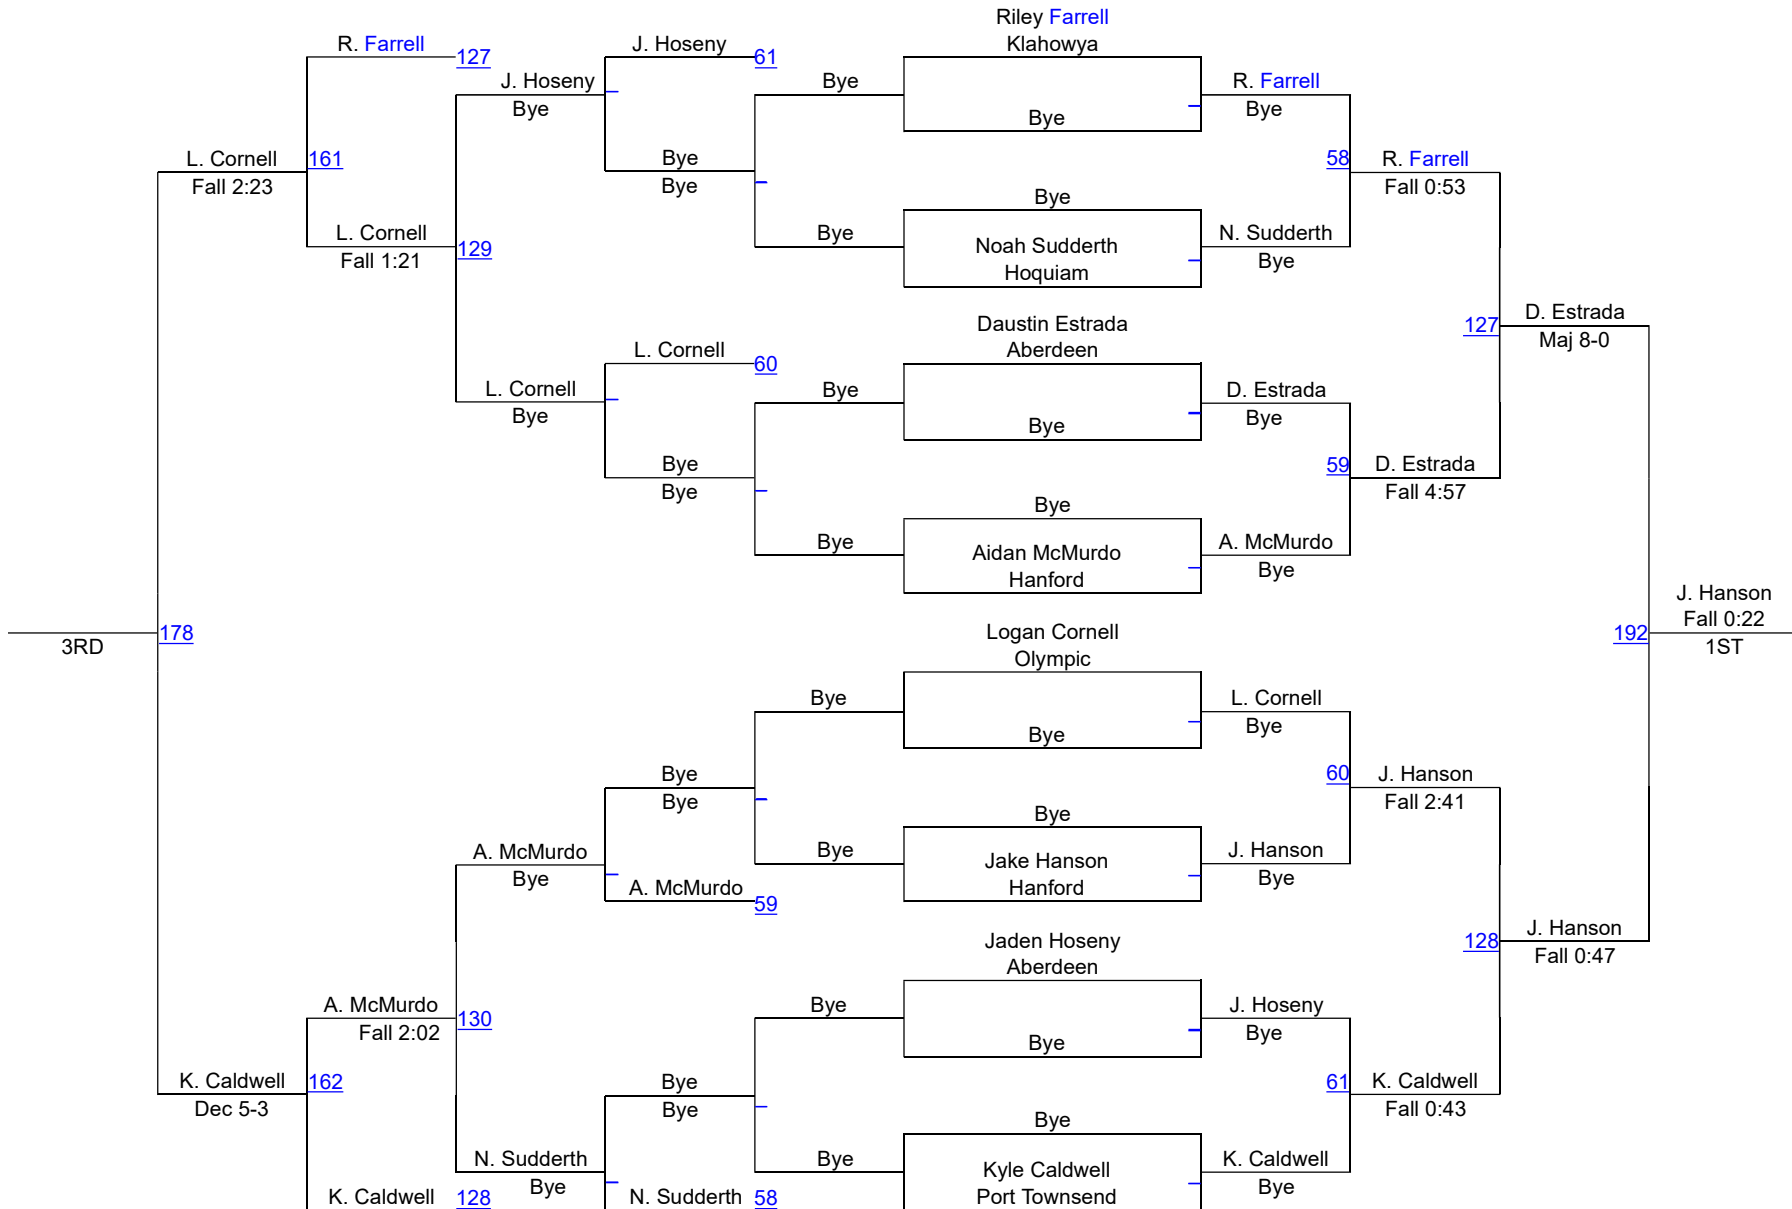 Riley Farrell
R. Farrell
127
J. Hoseny
61
Klahowya
J. Hoseny
Bye
Bye
R. Farrell
Bye
Bye
Bye
L. Cornell
161
Fall 2:23
Bye
Bye
58
R. Farrell
Fall 0:53
Bye
L. Cornell
129
Fall 1:21
Bye
Noah Sudderth
Hoquiam
N. Sudderth
Bye
Daustin Estrada
Aberdeen
127
D. Estrada
Maj 8-0
L. Cornell
60
L. Cornell
Bye
Bye
D. Estrada
Bye
Bye
Bye
Bye
59
D. Estrada
Fall 4:57
Bye
Bye
Aidan McMurdo
Hanford
A. McMurdo
Bye
J. Hanson
Fall 0:22
3RD
178
Logan Cornell
Olympic
192
1ST
Bye
L. Cornell
Bye
Bye
Bye
Bye
60
J. Hanson
Fall 2:41
Bye
A. McMurdo
Bye
Bye
Jake Hanson
Hanford
J. Hanson
Bye
A. McMurdo
59
Jaden Hoseny
Aberdeen
128
J. Hanson
Fall 0:47
A. McMurdo
130
Fall 2:02
Bye
J. Hoseny
Bye
Bye
K. Caldwell
162
Dec 5-3
Bye
Bye
61
K. Caldwell
Fall 0:43
Bye
N. Sudderth
Bye
Bye
Kyle Caldwell
Port Townsend
K. Caldwell
Bye
K. Caldwell
128
N. Sudderth
58